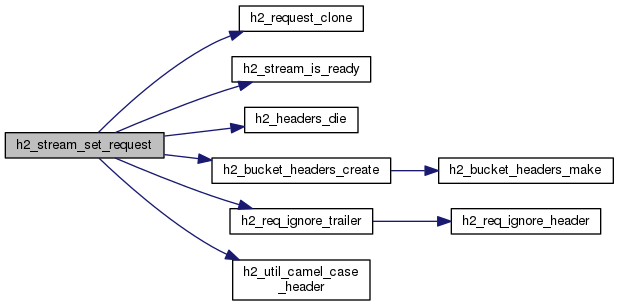 h2_request_clone
h2_stream_is_ready
h2_headers_die
h2_stream_set_request
h2_bucket_headers_create
h2_bucket_headers_make
h2_req_ignore_trailer
h2_req_ignore_header
h2_util_camel_case
_header